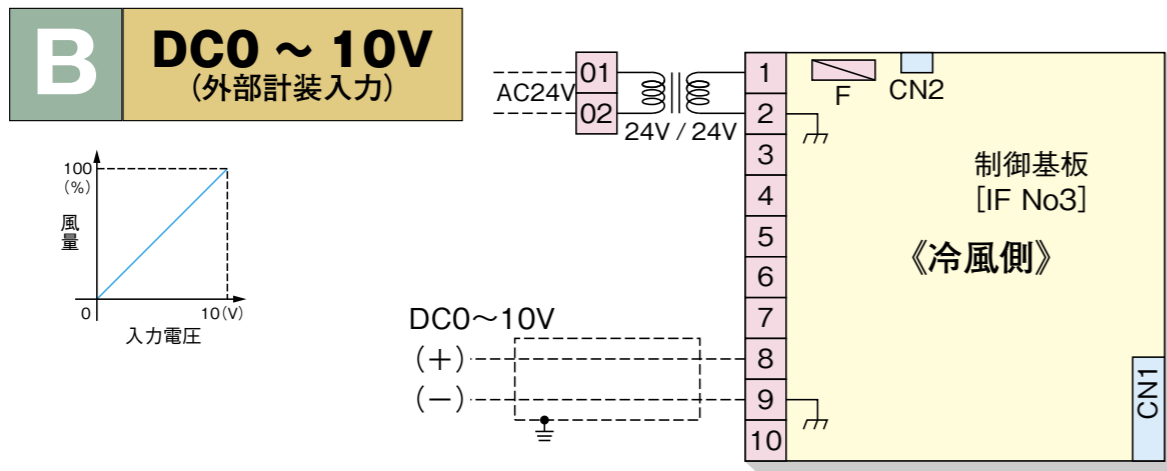 B
DC0 ~ 10V
(外部計装入力)
100
(%)
風量
0
10(V)
入力電圧
AC24V
01
02
24V / 24V
1
2
3
4
5
6
7
8
9
10
F
CN2
制御基板
[IF No3]
《冷風側》
CN1
DC0~10V
(+)
(-)